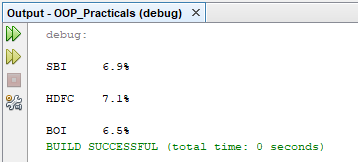 Output - OOP_Practicals (debug) ×
debug:
SBI 6.9%
HDFC 7.1%
BOI 6.5%
BUILD SUCCESSFUL (total time: 0 seconds)